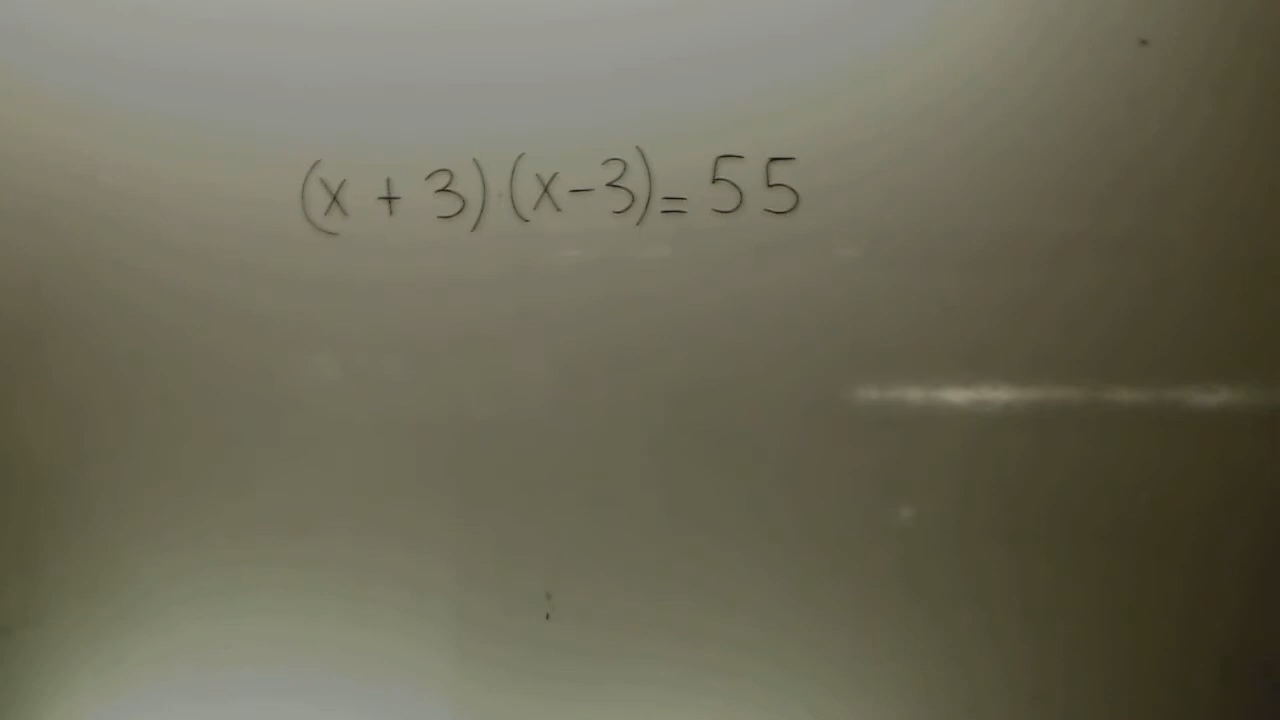 (x + 3) (x-3) = 55